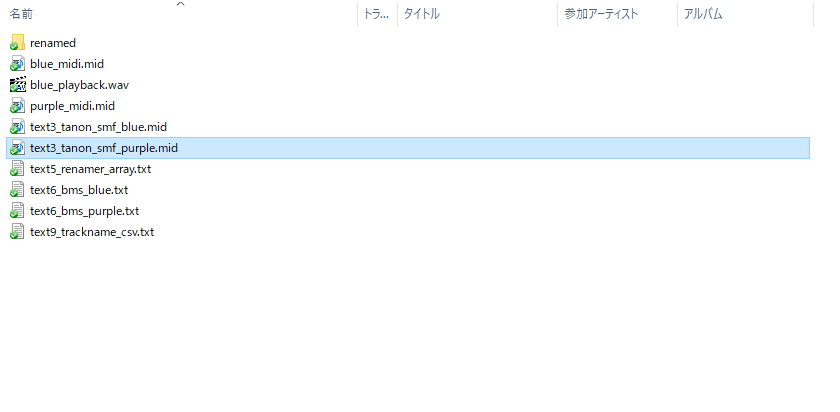 名前 トラ... タイトル 参加アーティスト アルバム
renamed
blue_midi.mid
blue_playback.wav
purple_midi.mid
text3_tanon_smf_blue.mid
text3_tanon_smf_purple.mid
text5_renamer_array.txt
text6_bms_blue.txt
text6_bms_purple.txt
text9_trackname_csv.txt